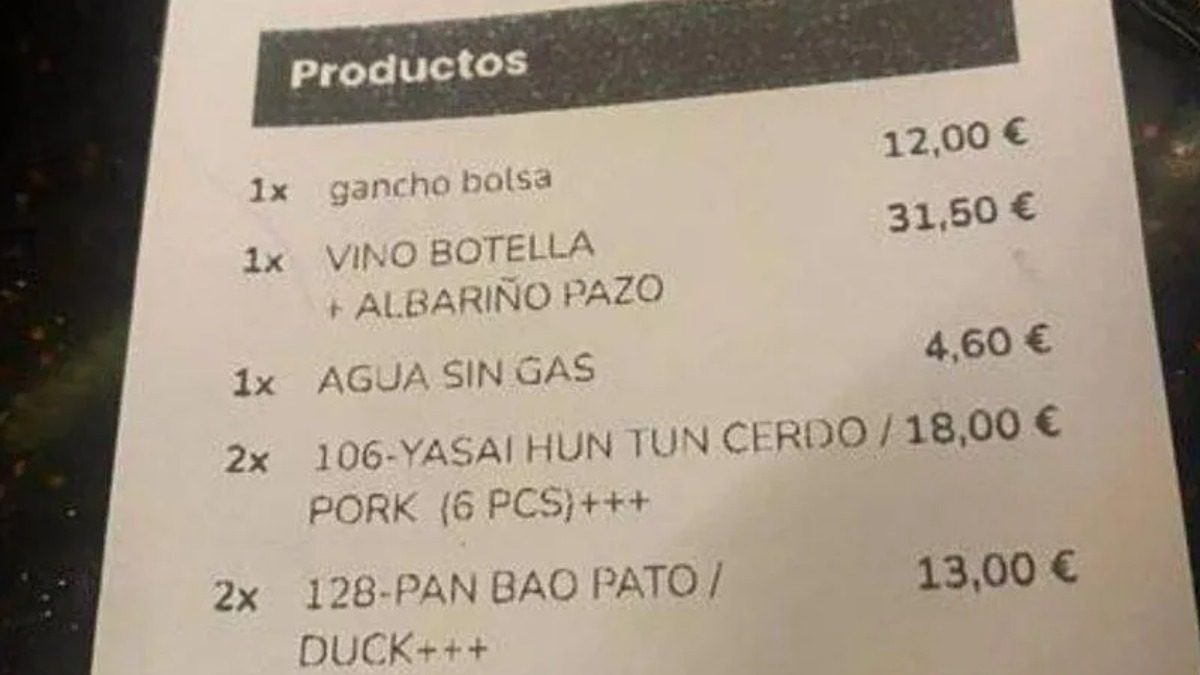 Productos
1x gancho bolsa 12,00 €
1x VINO BOTELLA 31,50 €
+ ALBARIÑO PAZO
1x AGUA SIN GAS 4,60 €
2x 106-YASAI HUN TUN CERDO / 18,00 €
PORK (6 PCS)+++
2x 128-PAN BAO PATO / 13,00 €
DUCK+++